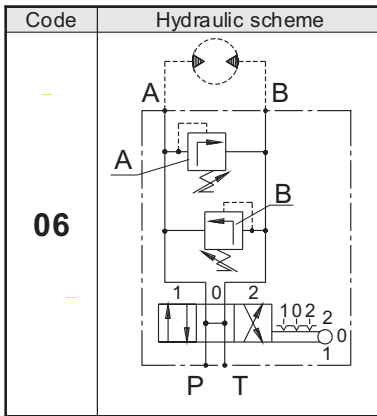 Code Hydraulic scheme
06
A B
A
B
1 0 2
1 0 2 2
0
1
P T